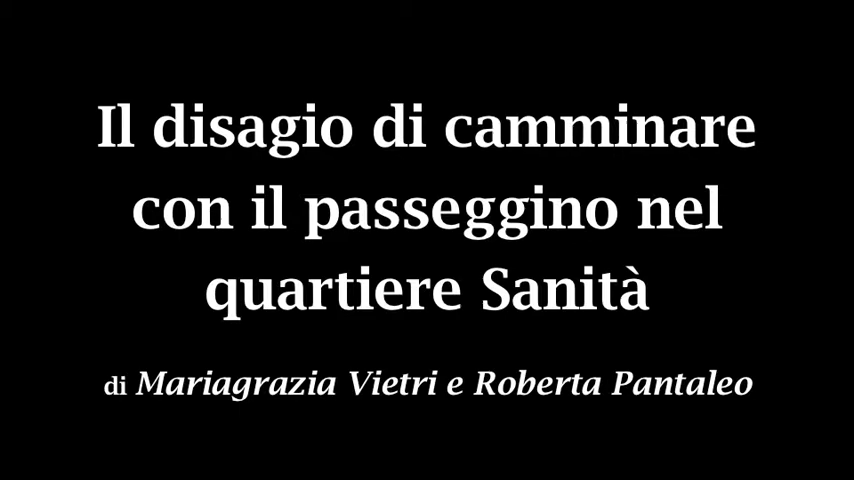 Il disagio di camminare
con il passeggino nel
quartiere Sanità
di Mariagrazia Vietri e Roberta Pantaleo